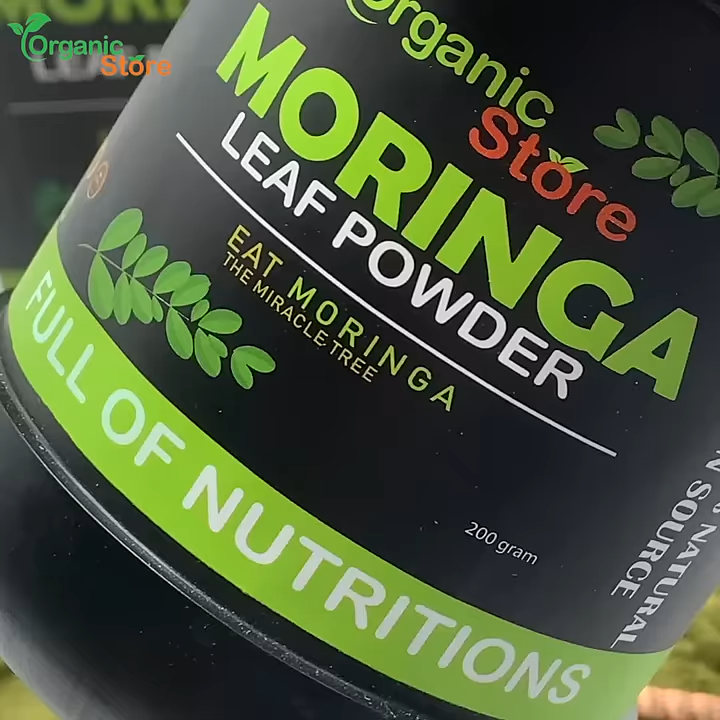 Organic
Store
Organic
Store
MORINGA
LEAF POWDER
EAT MORINGA
THE MIRACLE TREE
FULL OF NUTRITIONS
200 gram
NATURAL
SOURCE